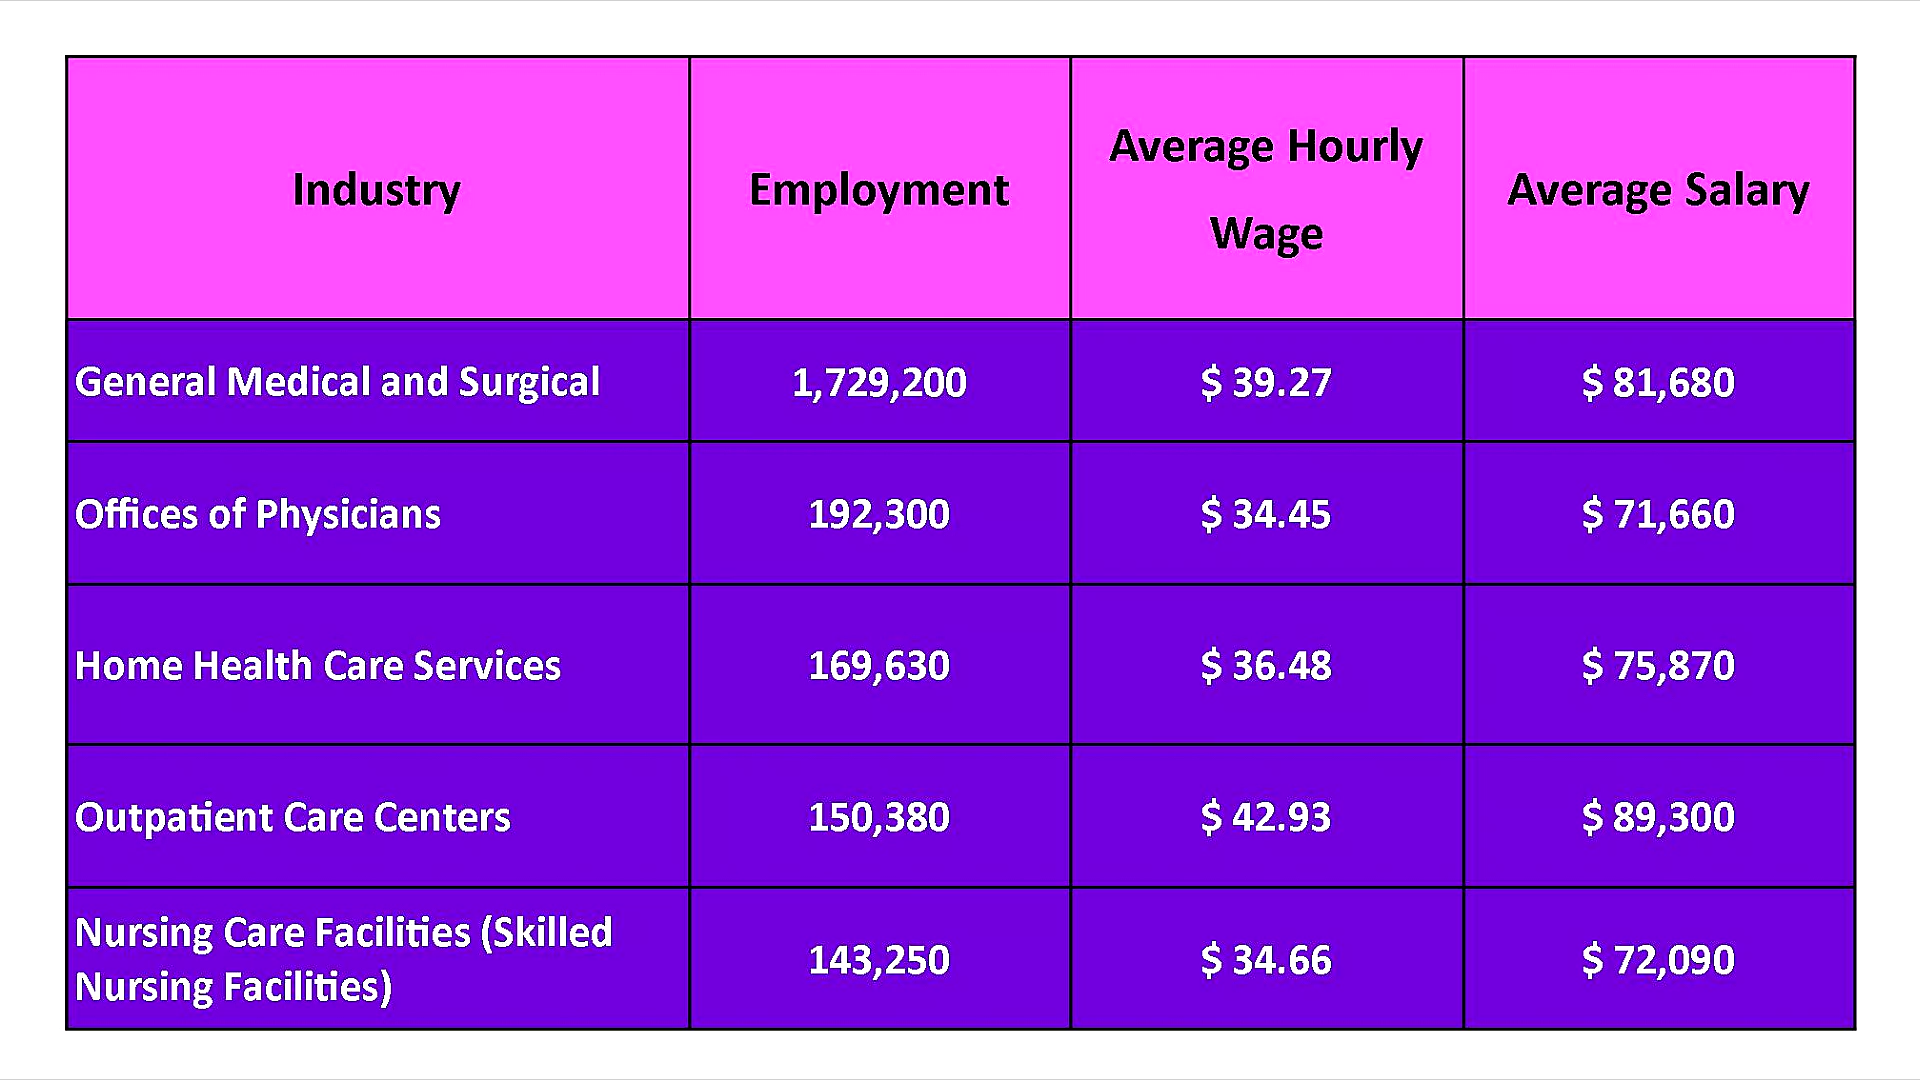 Industry
Employment
Average Hourly
Wage
Average Salary
General Medical and Surgical
1,729,200
$ 39.27
$ 81,680
Offices of Physicians
192,300
$ 34.45
$ 71,660
Home Health Care Services
169,630
$ 36.48
$ 75,870
Outpatient Care Centers
150,380
$ 42.93
$ 89,300
Nursing Care Facilities (Skilled
Nursing Facilities)
143,250
$ 34.66
$ 72,090